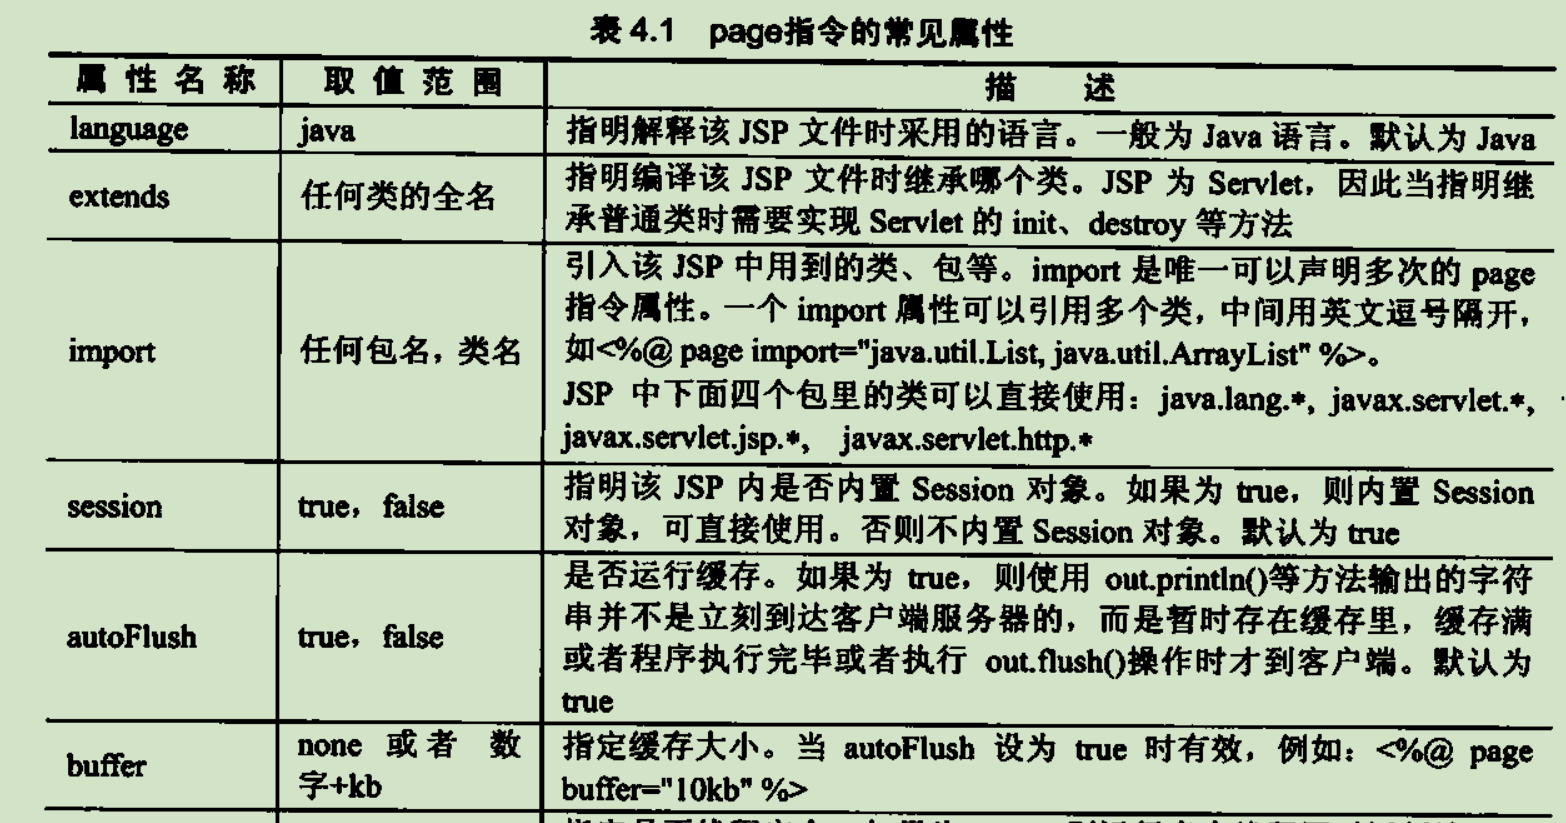 表 4.1 page指令的常见属性
属性名称 取值范围 描 述
language java 指明解释该 JSP 文件时采用的语言。一般为 Java 语言。默认为 Java
extends 任何类的全名 指明编译该 JSP 文件时继承哪个类。JSP 为 Servlet，因此当指明继
承普通类时需要实现 Servlet 的 init、destroy 等方法
import 任何包名，类名 引入该 JSP 中用到的类、包等。import 是唯一可以声明多次的 page
指令属性。一个 import 属性可以引用多个类，中间用英文逗号隔开，
如<%@ page import="java.util.List, java.util.ArrayList" %>。
JSP 中下面四个包里的类可以直接使用：java.lang.*, javax.servlet.*,
javax.servlet.jsp.*, javax.servlet.http.*
session true，false 指明该 JSP 内是否内置 Session 对象。如果为 true，则内置 Session
对象，可直接使用。否则不内置 Session 对象。默认为 true
autoFlush true，false 是否运行缓存。如果为 true，则使用 out.println()等方法输出的字符
串并不是立刻到达客户端服务器的，而是暂时存在缓存里，缓存满
或者程序执行完毕或者执行 out.flush()操作时才到客户端。默认为
true
buffer none 或者 数 指定缓存大小。当 autoFlush 设为 true 时有效，例如：<%@ page
字+kb buffer="10kb" %>